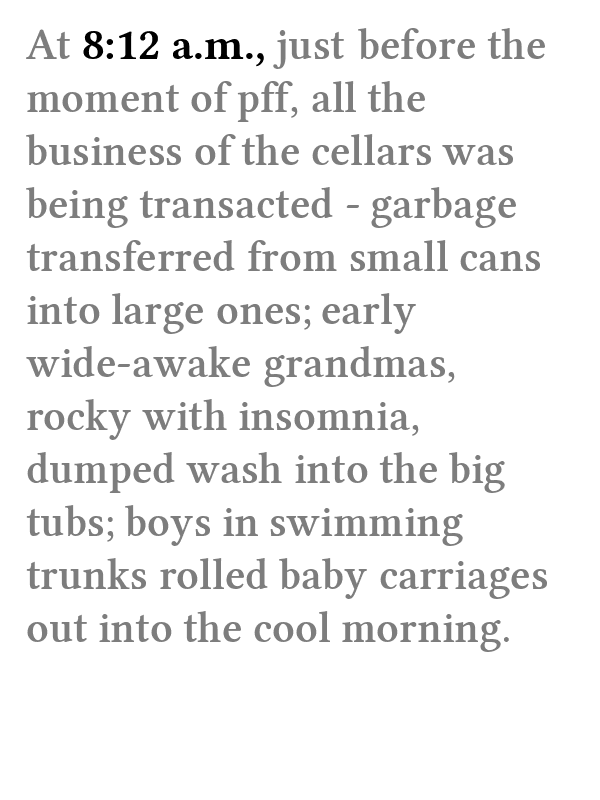 At 8:12 a.m., just before the
moment of pff, all the
business of the cellars was
being transacted - garbage
transferred from small cans
into large ones; early
wide-awake grandmas,
rocky with insomnia,
dumped wash into the big
tubs; boys in swimming
trunks rolled baby carriages
out into the cool morning.